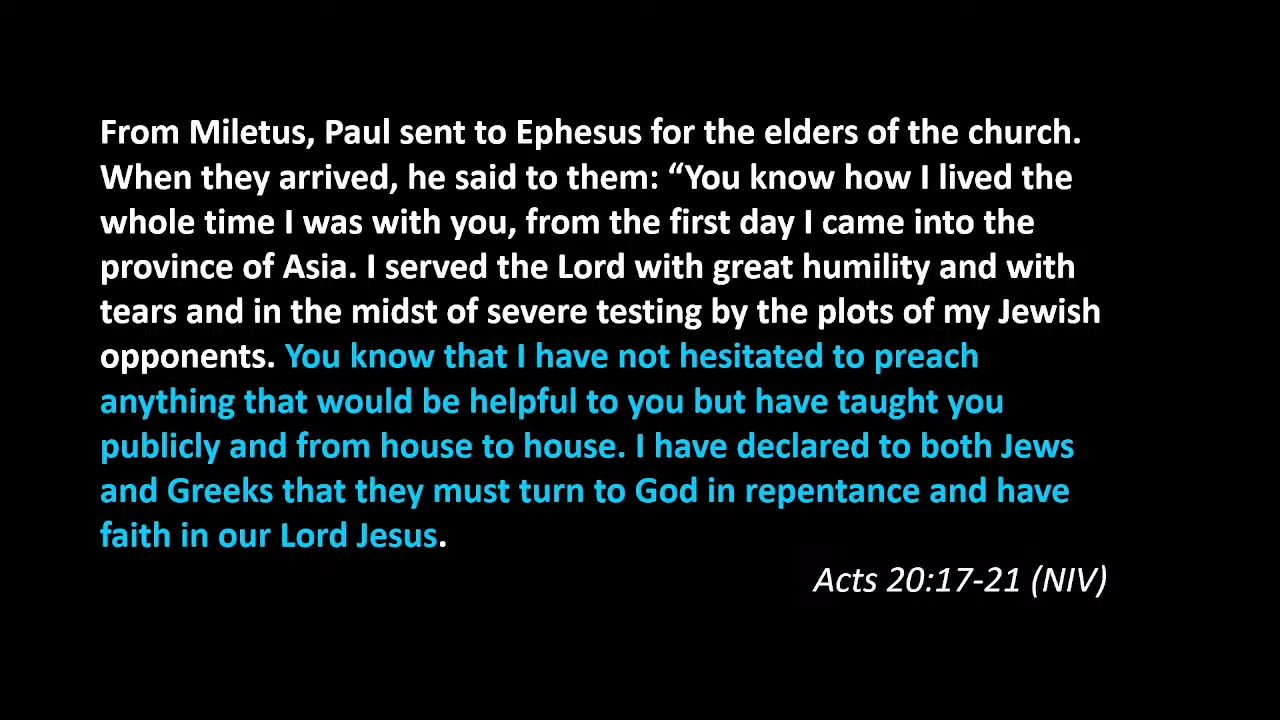 From Miletus, Paul sent to Ephesus for the elders of the church.
When they arrived, he said to them: “You know how I lived the
whole time I was with you, from the first day I came into the
province of Asia. I served the Lord with great humility and with
tears and in the midst of severe testing by the plots of my Jewish
opponents. You know that I have not hesitated to preach
anything that would be helpful to you but have taught you
publicly and from house to house. I have declared to both Jews
and Greeks that they must turn to God in repentance and have
faith in our Lord Jesus.
Acts 20:17-21 (NIV)